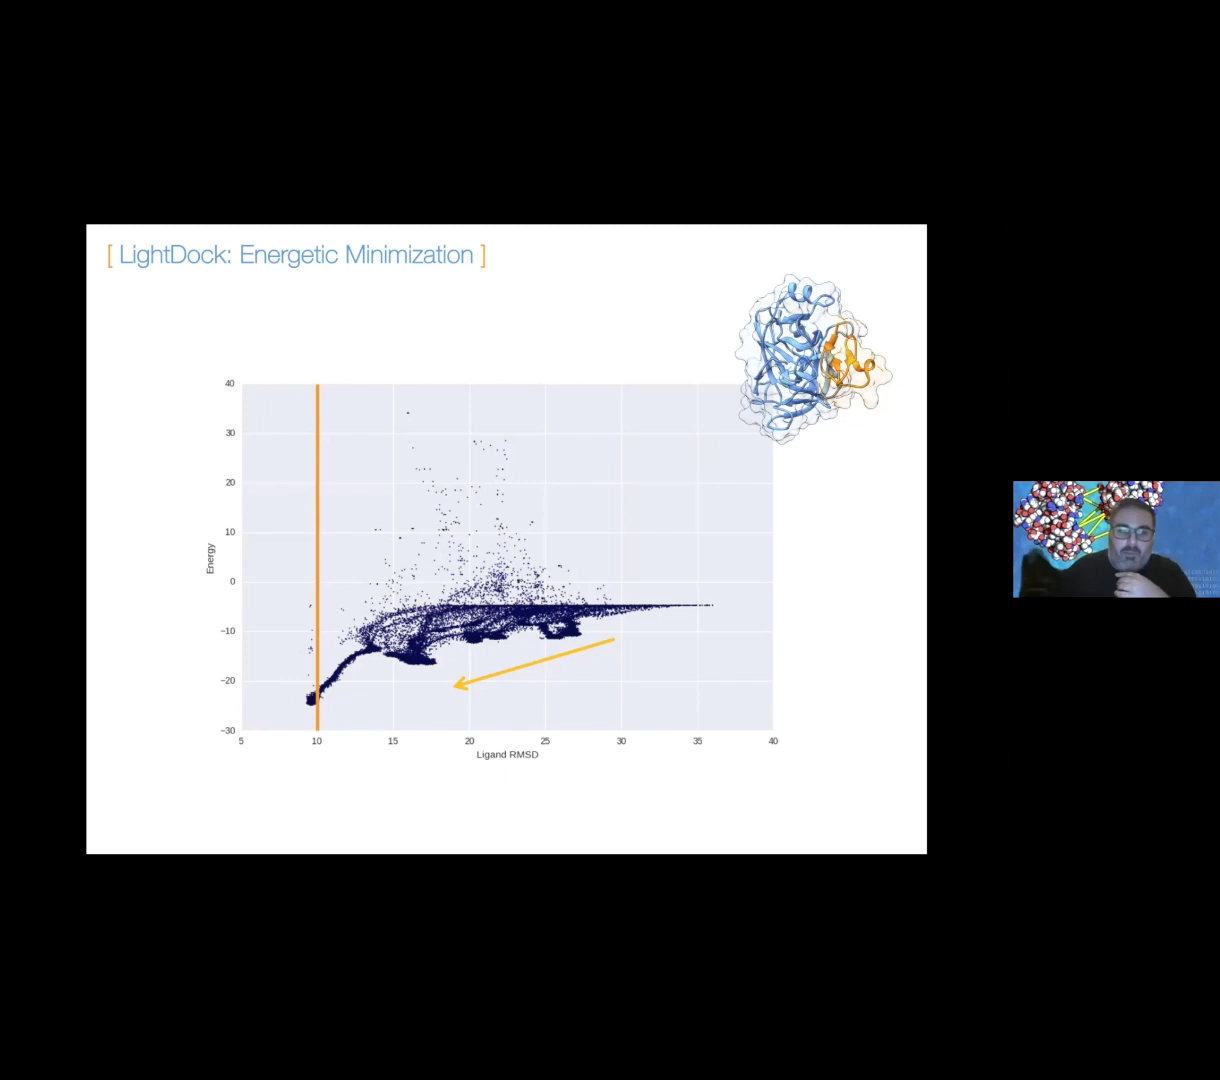 [ LightDock: Energetic Minimization ]
40
30
20
10
0
−10
−20
−30
Energy
5 10 15 20 25 30 35 40
Ligand RMSD